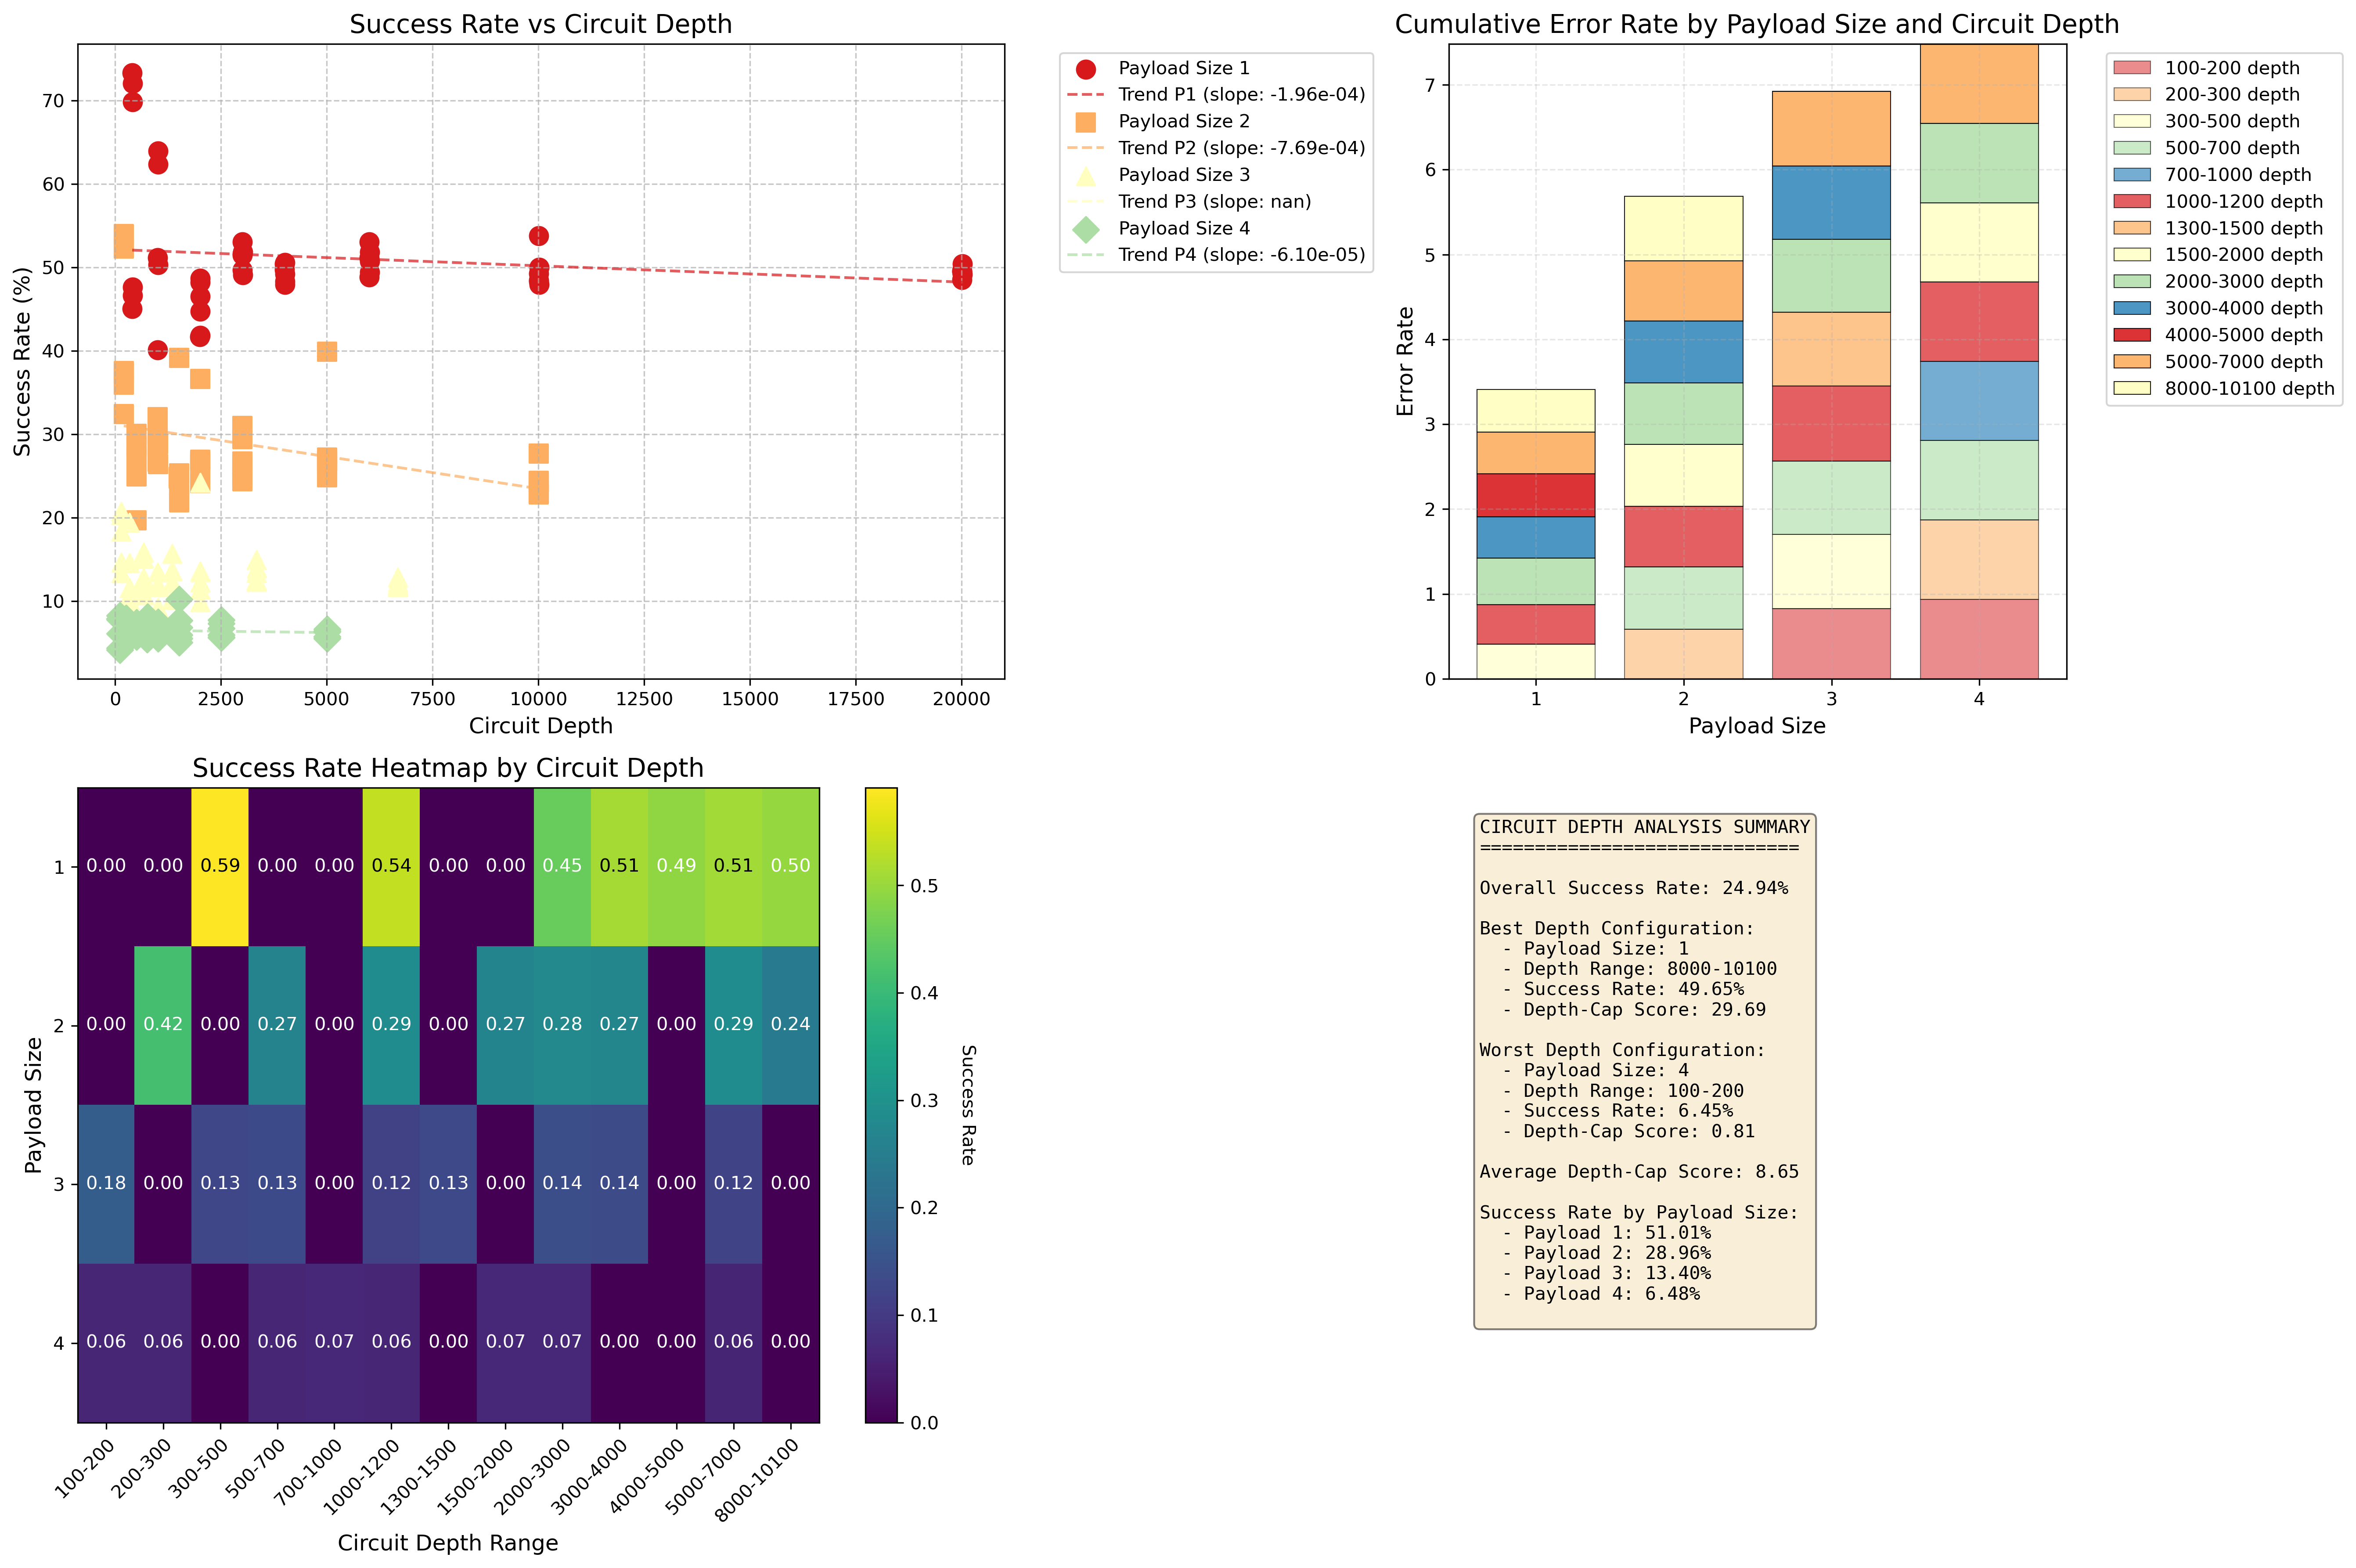 Success Rate vs Circuit Depth
Success Rate (%)
70
60
50
40
30
20
10
0 2500 5000 7500 10000 12500 15000 17500 20000
Circuit Depth
Payload Size 1
Trend P1 (slope: -1.96e-04)
Payload Size 2
Trend P2 (slope: -7.69e-04)
Payload Size 3
Trend P3 (slope: nan)
Payload Size 4
Trend P4 (slope: -6.10e-05)
Cumulative Error Rate by Payload Size and Circuit Depth
Error Rate
7
6
5
4
3
2
1
0
1 2 3 4
Payload Size
100-200 depth
200-300 depth
300-500 depth
500-700 depth
700-1000 depth
1000-1200 depth
1300-1500 depth
1500-2000 depth
2000-3000 depth
3000-4000 depth
4000-5000 depth
5000-7000 depth
8000-10100 depth
Success Rate Heatmap by Circuit Depth
Payload Size
1 0.00 0.00 0.59 0.00 0.00 0.54 0.00 0.00 0.45 0.51 0.49 0.51 0.50
2 0.00 0.42 0.00 0.27 0.00 0.29 0.00 0.27 0.28 0.27 0.00 0.29 0.24
3 0.18 0.00 0.13 0.13 0.00 0.12 0.13 0.00 0.14 0.14 0.00 0.12 0.00
4 0.06 0.06 0.00 0.06 0.07 0.06 0.00 0.07 0.07 0.00 0.00 0.06 0.00
100-200 200-300 300-500 500-700 700-1000 1000-1200 1300-1500 1500-2000 2000-3000 3000-4000 4000-5000 5000-7000 8000-10100
Circuit Depth Range
0.5
0.4
0.3
0.2
0.1
0.0
Success Rate
CIRCUIT DEPTH ANALYSIS SUMMARY
=============================
Overall Success Rate: 24.94%
Best Depth Configuration:
- Payload Size: 1
- Depth Range: 8000-10100
- Success Rate: 49.65%
- Depth-Cap Score: 29.69
Worst Depth Configuration:
- Payload Size: 4
- Depth Range: 100-200
- Success Rate: 6.45%
- Depth-Cap Score: 0.81
Average Depth-Cap Score: 8.65
Success Rate by Payload Size:
- Payload 1: 51.01%
- Payload 2: 28.96%
- Payload 3: 13.40%
- Payload 4: 6.48%